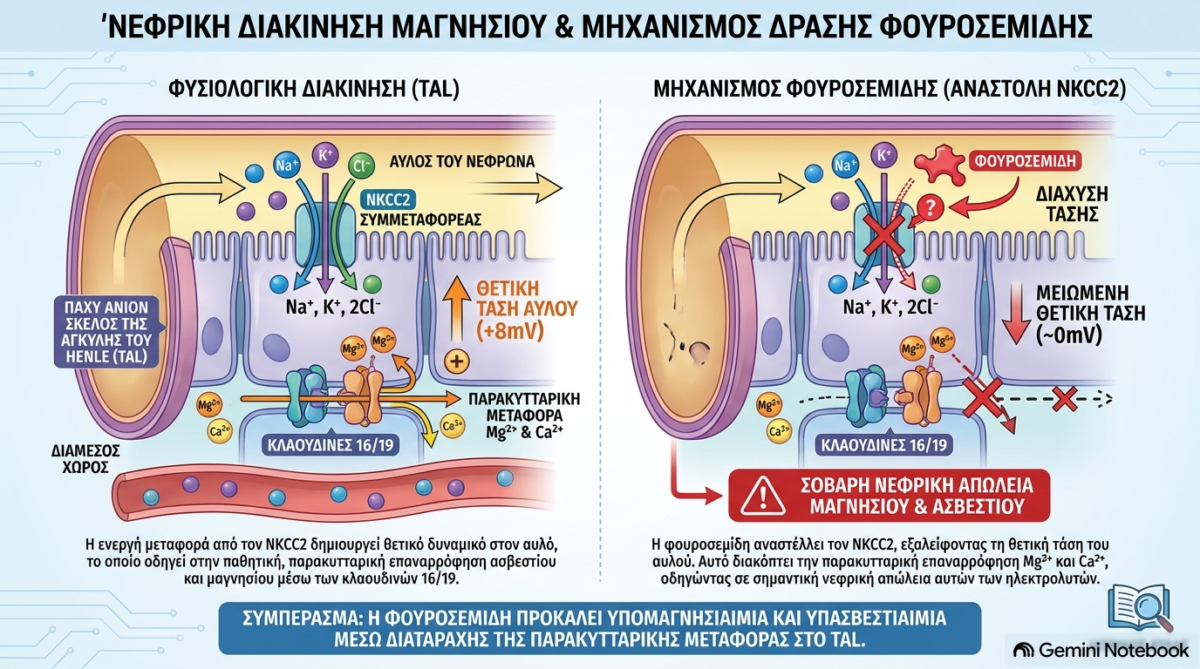 'ΝΕΦΡΙΚΗ ΔΙΑΚΙΝΗΣΗ ΜΑΓΝΗΣΙΟΥ & ΜΗΧΑΝΙΣΜΟΣ ΔΡΑΣΗΣ ΦΟΥΡΟΣΕΜΙΔΗΣ
ΦΥΣΙΟΛΟΓΙΚΗ ΔΙΑΚΙΝΗΣΗ (TAL)
Na⁺
K⁺
Cl⁻
ΑΥΛΟΣ ΤΟΥ ΝΕΦΡΩΝΑ
NKCC2
ΣΥΜΜΕΤΑΦΟΡΕΑΣ
Na⁺, K⁺, 2Cl⁻
ΘΕΤΙΚΗ
ΤΑΣΗ ΑΥΛΟΥ
(+8mV)
+
ΠΑΧΥ ΑΝΙΟΝ
ΣΚΕΛΟΣ ΤΗΣ
ΑΓΚΥΛΗΣ ΤΟΥ
HENLE (TAL)
Mg²⁺
Ca²⁺
ΠΑΡΑΚΥΤΤΑΡΙΚΗ
ΜΕΤΑΦΟΡΑ
Mg²⁺ & Ca²⁺
ΚΛΑΟΥΔΙΝΕΣ 16/19
ΔΙΑΜΕΣΟΣ
ΧΩΡΟΣ
Η ενεργή μεταφορά από τον NKCC2 δημιουργεί θετικό δυναμικό στον αυλό,
το οποίο οδηγεί στην παθητική, παρακυτταρική επαναρρόφηση ασβεστίου
και μαγνησίου μέσω των κλαουδινών 16/19.
ΜΗΧΑΝΙΣΜΟΣ ΦΟΥΡΟΣΕΜΙΔΗΣ (ΑΝΑΣΤΟΛΗ NKCC2)
Na⁺
K⁺
ΦΟΥΡΟΣΕΜΙΔΗ
?
ΔΙΑΧΥΣΗ
ΤΑΣΗΣ
Na⁺, K⁺, 2Cl⁻
ΜΕΙΩΜΕΝΗ
ΘΕΤΙΚΗ ΤΑΣΗ
(~0mV)
ΚΛΑΟΥΔΙΝΕΣ 16/19
ΣΟΒΑΡΗ ΝΕΦΡΙΚΗ ΑΠΩΛΕΙΑ
ΜΑΓΝΗΣΙΟΥ & ΑΣΒΕΣΤΙΟΥ
Η φουροσεμίδη αναστέλλει τον NKCC2, εξαλείφοντας τη θετική τάση του
αυλού. Αυτό διακόπτει την παρακυτταρική επαναρρόφηση Mg²⁺ και Ca²⁺,
οδηγώντας σε σημαντική νεφρική απώλεια αυτών των ηλεκτρολυτών.
ΣΥΜΠΕΡΑΣΜΑ: Η ΦΟΥΡΟΣΕΜΙΔΗ ΠΡΟΚΑΛΕΙ ΥΠΟΜΑΓΝΗΣΙΑΙΜΙΑ ΚΑΙ ΥΠΑΣΒΕΣΤΙΑΙΜΙΑ
ΜΕΣΩ ΔΙΑΤΑΡΑΧΗΣ ΤΗΣ ΠΑΡΑΚΥΤΤΑΡΙΚΗΣ ΜΕΤΑΦΟΡΑΣ ΣΤΟ TAL.
Gemini Notebook